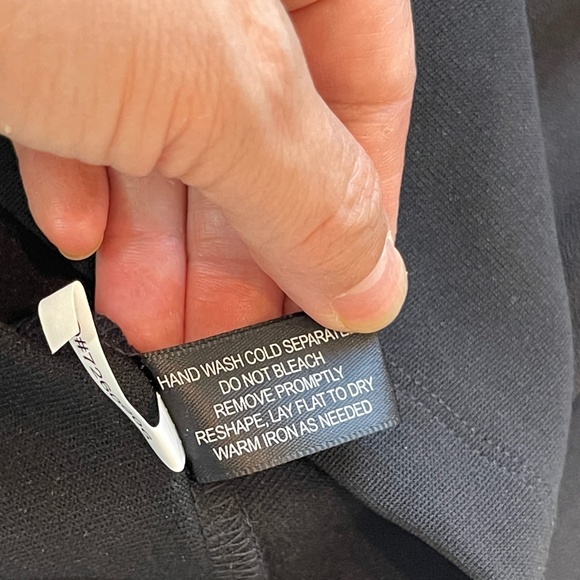 HAND WASH COLD SEPARATE
DO NOT BLEACH
REMOVE PROMPTLY
RESHAPE, LAY FLAT TO DRY
WARM IRON AS NEEDED